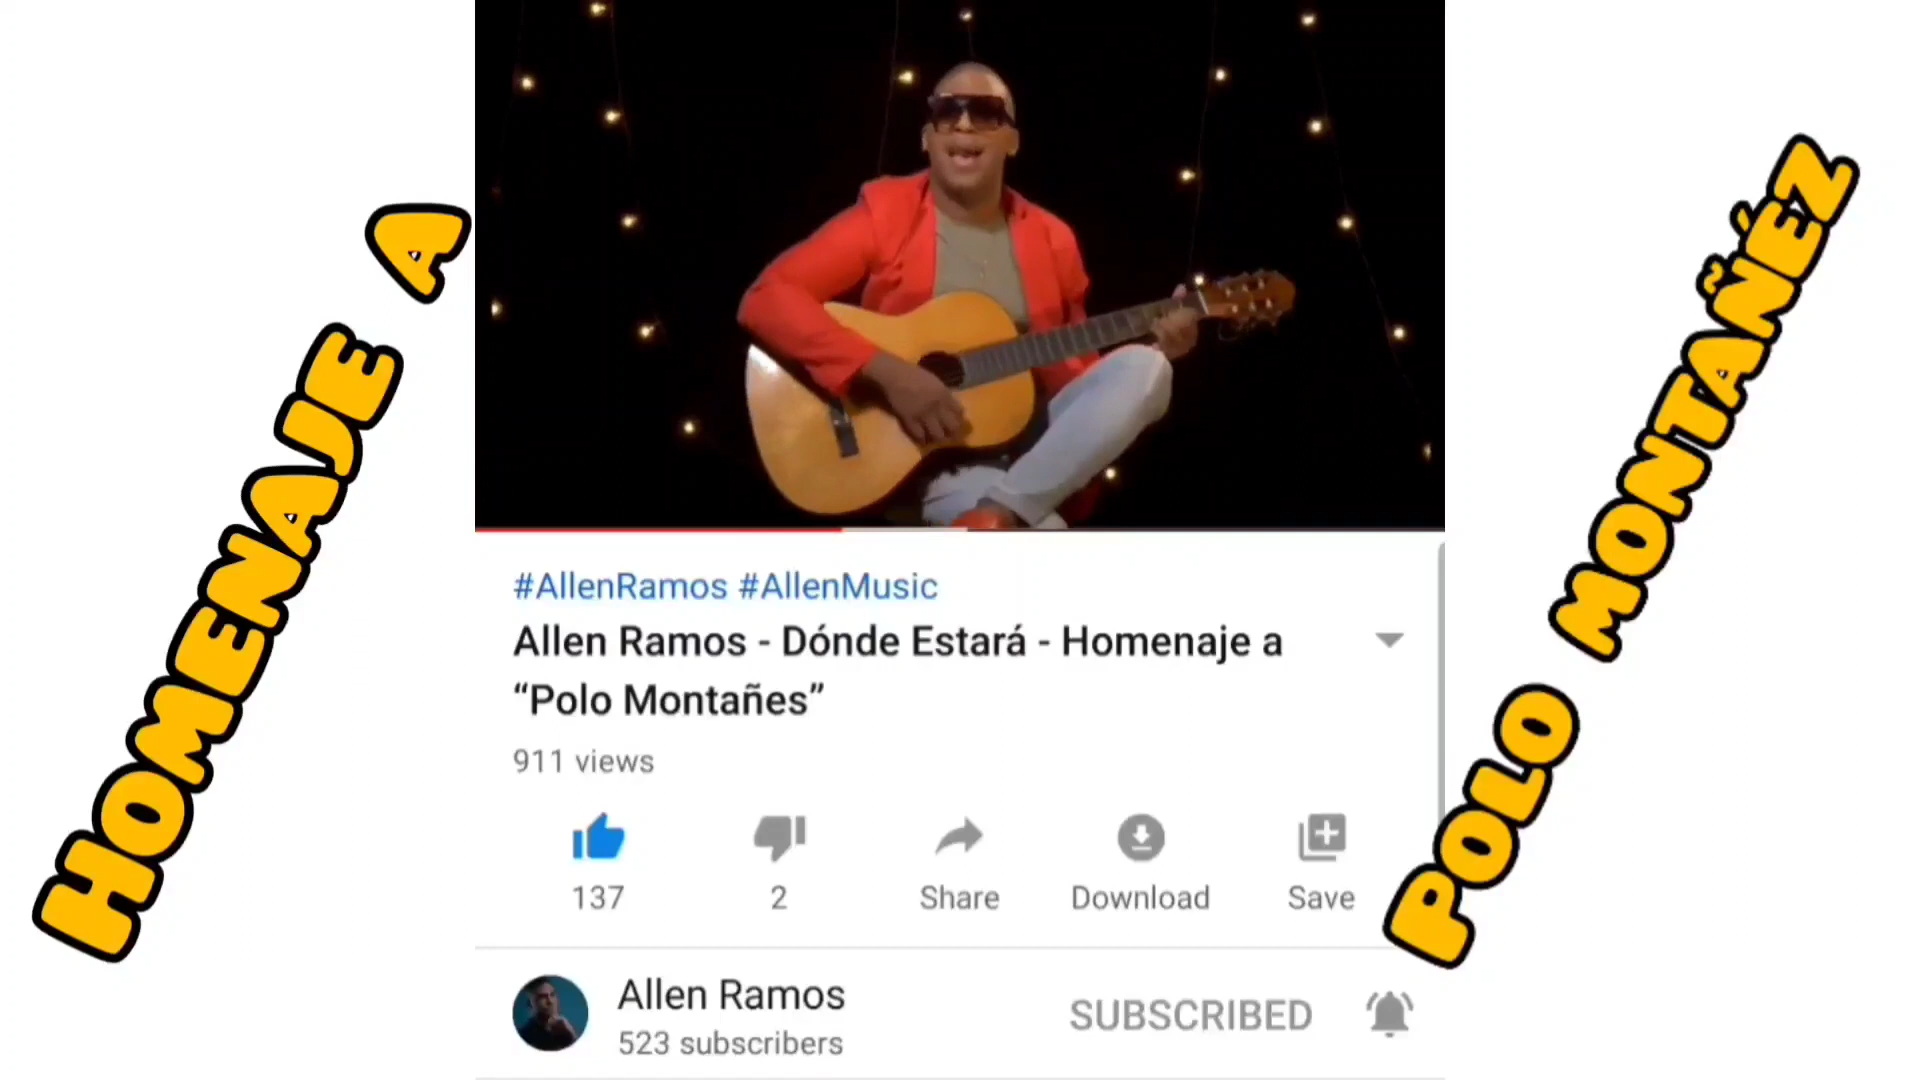 HOMENAJE A
#AllenRamos #AllenMusic
Allen Ramos - Dónde Estará - Homenaje a
“Polo Montañes”
911 views
137
2
Share
Download
Save
Allen Ramos
523 subscribers
SUBSCRIBED
POLO MONTAÑÉZ